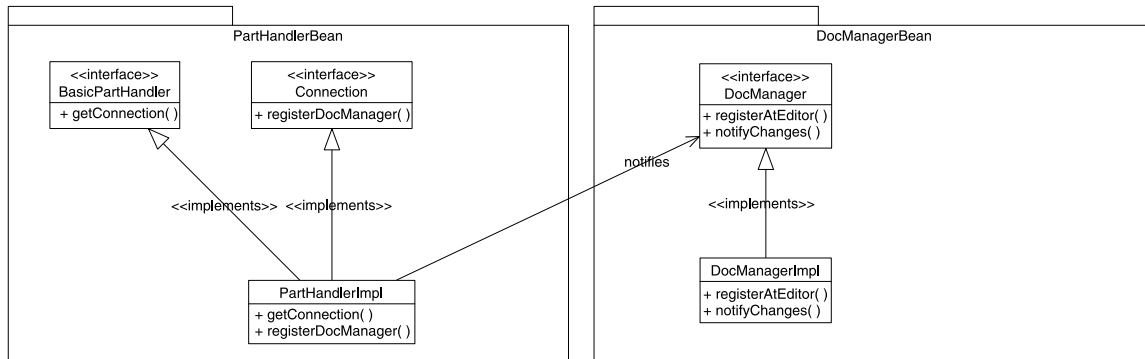 PartHandlerBean
<<interface>>
BasicPartHandler
+ getConnection( )
<<interface>>
Connection
+ registerDocManager( )
<<implements>>
<<implements>>
PartHandlerImpl
+ getConnection( )
+ registerDocManager( )
notifies
DocManagerBean
<<interface>>
DocManager
+ registerAtEditor( )
+ notifyChanges( )
<<implements>>
DocManagerImpl
+ registerAtEditor( )
+ notifyChanges( )